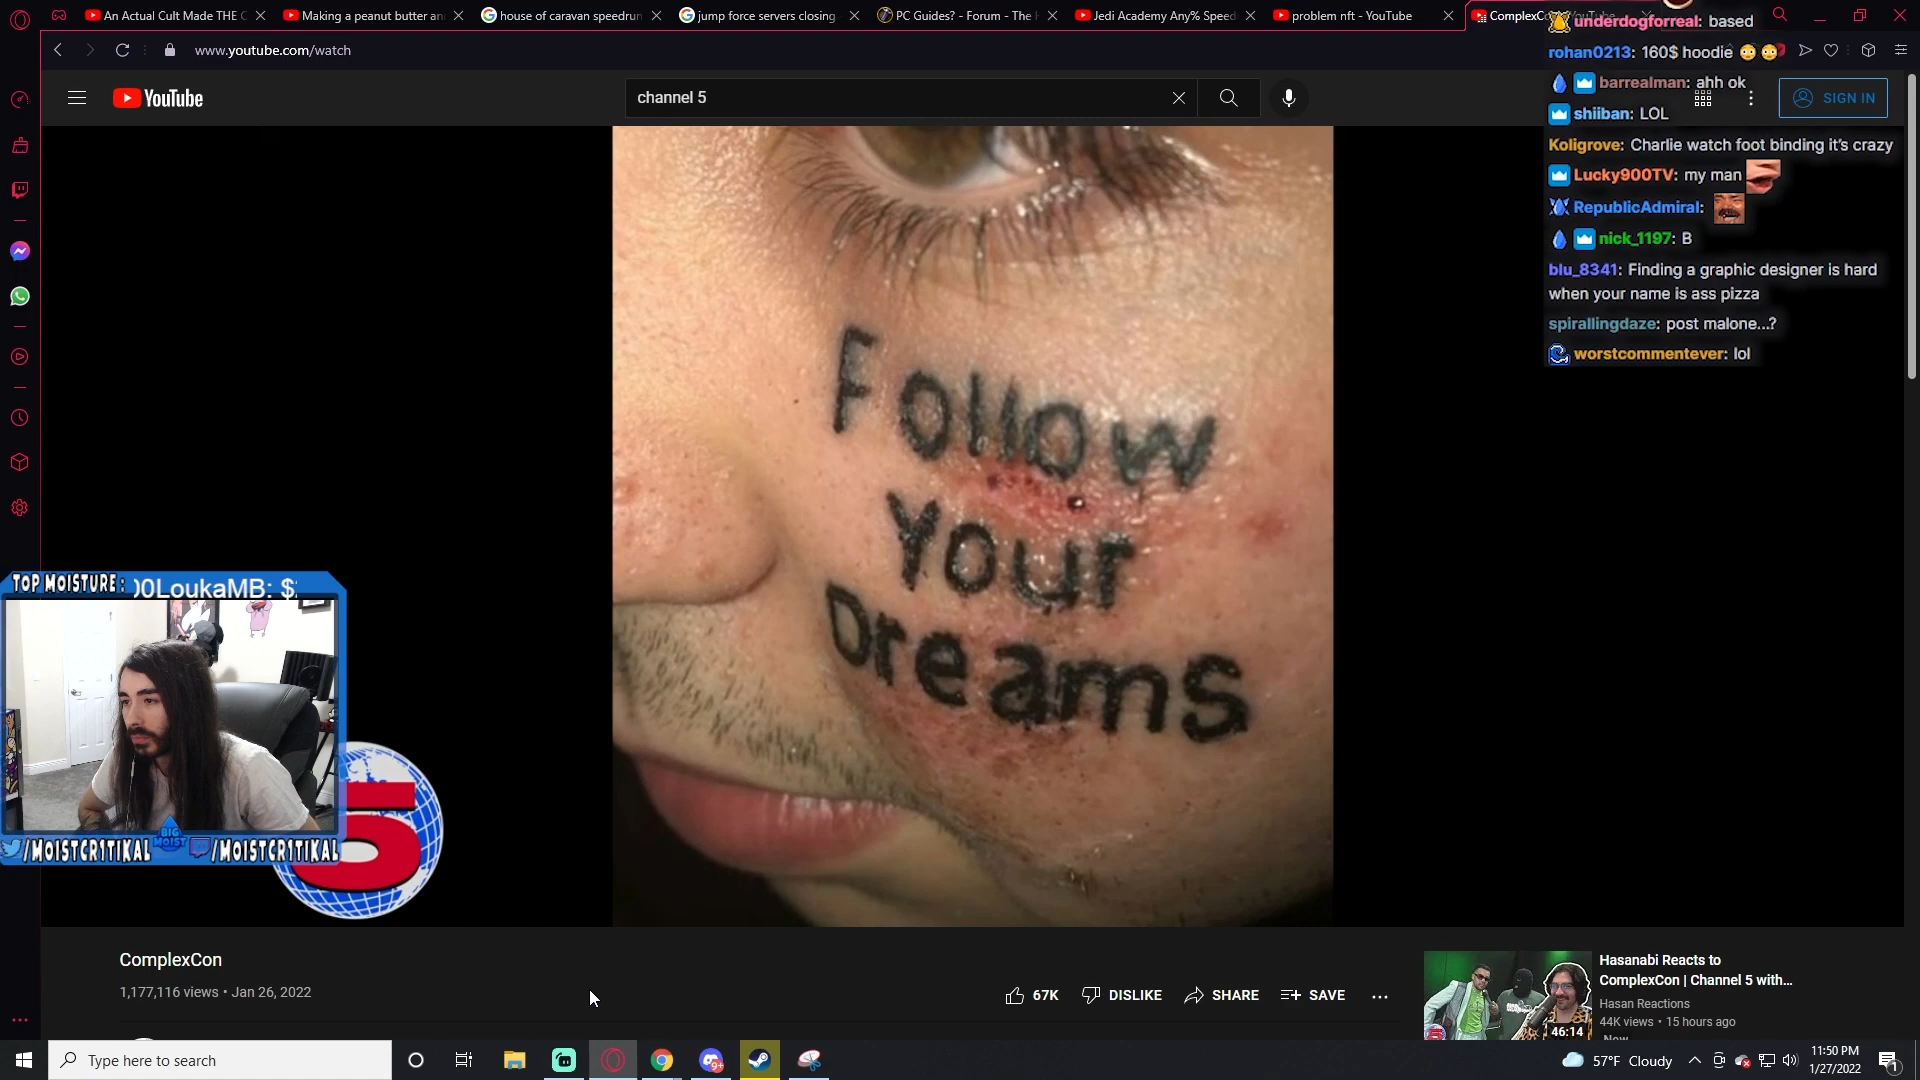 An Actual Cult Made THE
Making a peanut butter an
house of caravan speedrun
jump force servers closing
PC Guides? - Forum - The
Jedi Academy Any% Speed
problem nft - YouTube
www.youtube.com/watch
YouTube
channel 5
SIGN IN
underdogforreal: based
rohan0213: 160$ hoodie
barrealman: ahh ok
shiiban: LOL
Koligrove: Charlie watch foot binding it's crazy
Lucky900TV: my man
RepublicAdmiral:
nick_1197: B
blu_8341: Finding a graphic designer is hard
when your name is ass pizza
spirallingdaze: post malone...?
worstcommentever: lol
Follow
Your
Dreams
TOP MOISTURE:
00LoukaMB: $
BIG
MOIST
/MOISTCR1TIKAL
/MOISTCR1TIKAL
5
ComplexCon
1,177,116 views • Jan 26, 2022
67K
DISLIKE
SHARE
SAVE
Hasanabi Reacts to
ComplexCon | Channel 5 with...
Hasan Reactions
44K views • 15 hours ago
46:14
Type here to search
9+
57°F Cloudy
11:50 PM
1/27/2022
1